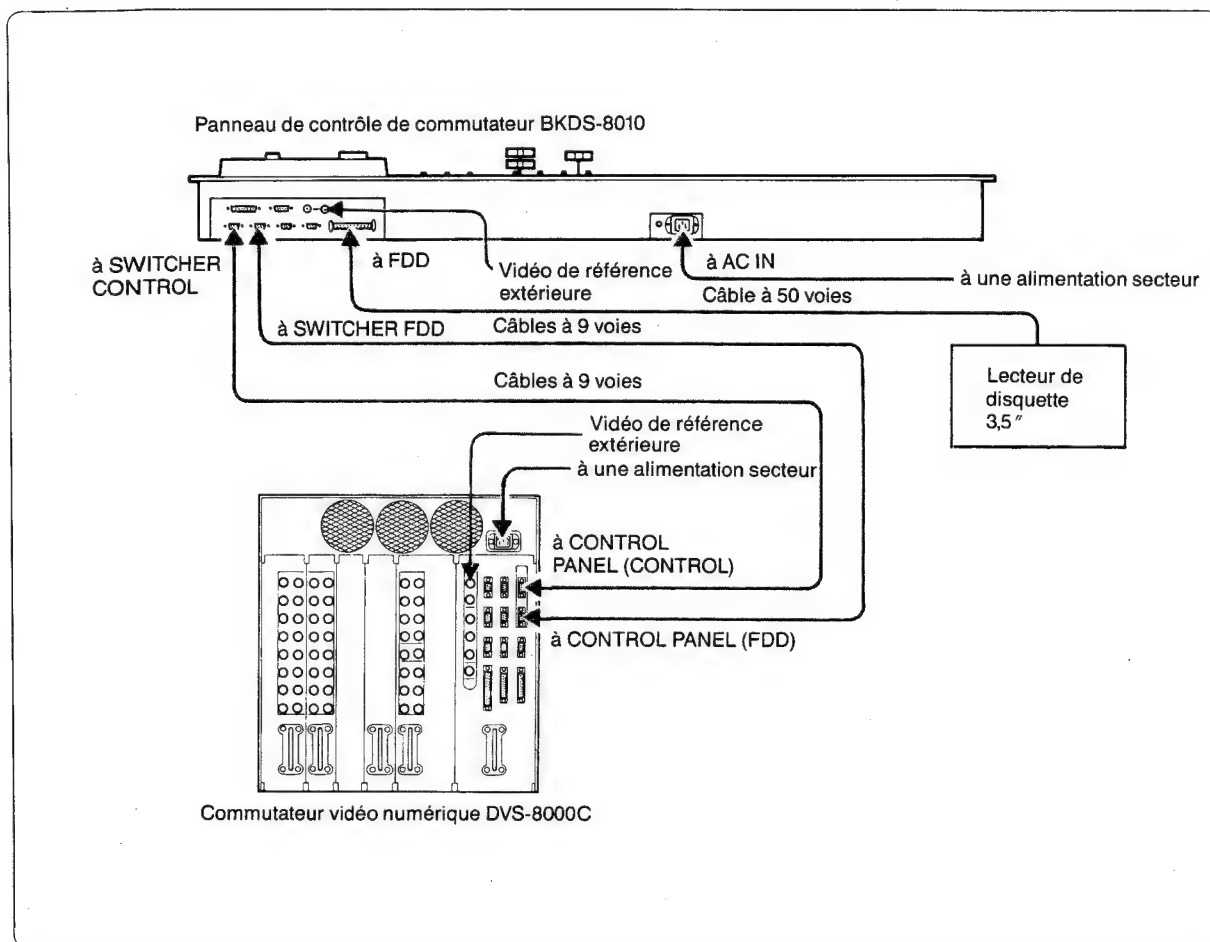 Panneau de contrôle de commutateur BKDS-8010
à SWITCHER
CONTROL
à FDD
Vidéo de référence
extérieure
à AC IN
à une alimentation secteur
Câble à 50 voies
à SWITCHER FDD
Câbles à 9 voies
Câbles à 9 voies
Lecteur de
disquette
3,5″
Vidéo de référence
extérieure
à une alimentation secteur
à CONTROL
PANEL (CONTROL)
à CONTROL PANEL (FDD)
Commutateur vidéo numérique DVS-8000C